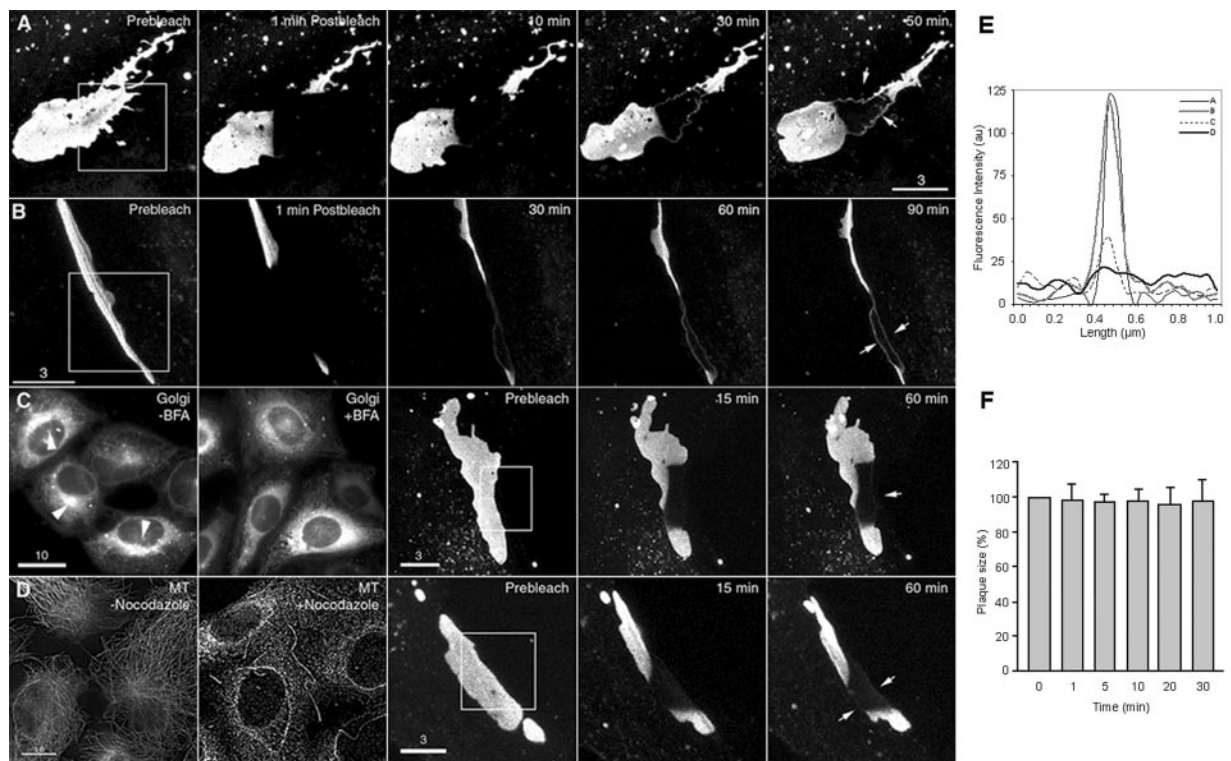 A
Prebleach
1 min Postbleach
10 min
30 min
50 min
3
B
Prebleach
1 min Postbleach
30 min
60 min
90 min
3
C
Golgi
-BFA
Golgi
+BFA
Prebleach
15 min
60 min
10
3
D
MT
-Nocodazole
MT
+Nocodazole
Prebleach
15 min
60 min
3
E
Fluorescence Intensity (au)
125
100
75
50
25
0
0.0 0.2 0.4 0.6 0.8 1.0
Length (µm)
A
B
C
D
F
Plaque size (%)
120
100
80
60
40
20
0
0 1 5 10 20 30
Time (min)